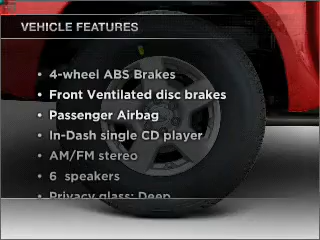 VEHICLE FEATURES
• 4-wheel ABS Brakes
• Front Ventilated disc brakes
• Passenger Airbag
• In-Dash single CD player
• AM/FM stereo
• 6 speakers
• Privacy glass: Deep